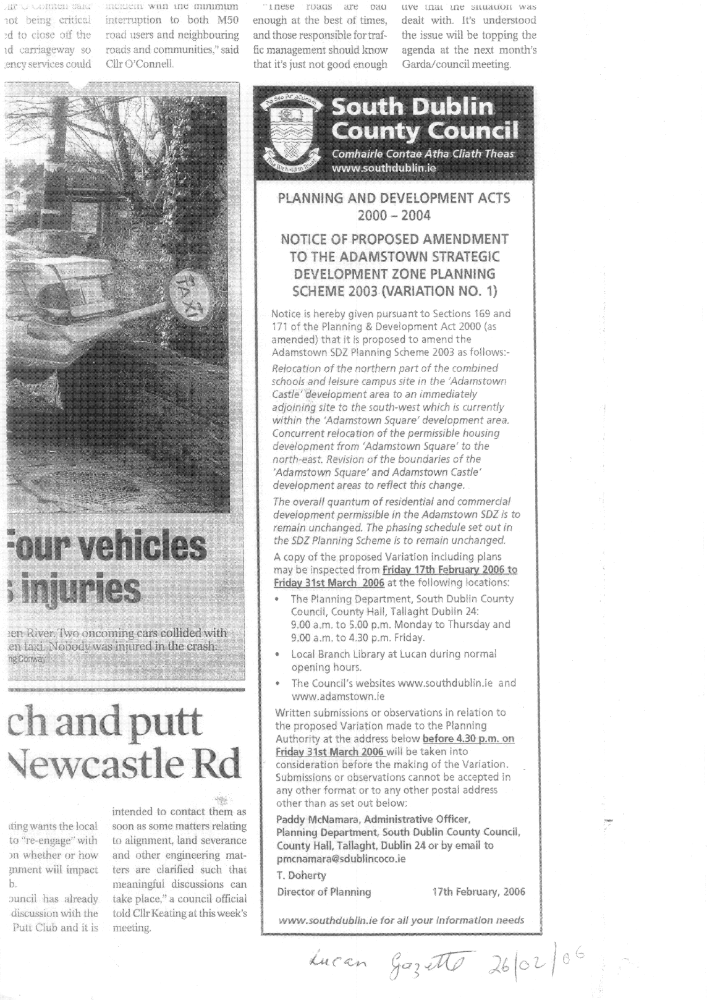 not being critical
to close off the
carriageway so
ency services could
incident with the minimum
interruption to both M50
road users and neighbouring
roads and communities," said
Cllr O'Connell.
"These roads are bad
enough at the best of times,
and those responsible for traf-
fic management should know
that it's just not good enough
that the situation was
dealt with. It's understood
the issue will be topping the
agenda at the next month's
Garda/council meeting.
TAXI
Four vehicles
injuries
een River. Two oncoming cars collided with
en taxi. Nobody was injured in the crash.
ng Conway
ch and putt
Newcastle Rd
ating wants the local
to "re-engage" with
on whether or how
gnment will impact
b.
ouncil has already
discussion with the
Putt Club and it is
intended to contact them as
soon as some matters relating
to alignment, land severance
and other engineering mat-
ters are clarified such that
meaningful discussions can
take place," a council official
told Cllr Keating at this week's
meeting.
Ag Seo Ár gCúram
This We hold in Trust
South Dublin
County Council
Comhairle Contae Átha Cliath Theas
www.southdublin.ie
PLANNING AND DEVELOPMENT ACTS
2000 – 2004
NOTICE OF PROPOSED AMENDMENT
TO THE ADAMSTOWN STRATEGIC
DEVELOPMENT ZONE PLANNING
SCHEME 2003 (VARIATION NO. 1)
Notice is hereby given pursuant to Sections 169 and
171 of the Planning & Development Act 2000 (as
amended) that it is proposed to amend the
Adamstown SDZ Planning Scheme 2003 as follows:-
Relocation of the northern part of the combined
schools and leisure campus site in the 'Adamstown
Castle' development area to an immediately
adjoining site to the south-west which is currently
within the 'Adamstown Square' development area.
Concurrent relocation of the permissible housing
development from 'Adamstown Square' to the
north-east. Revision of the boundaries of the
'Adamstown Square' and Adamstown Castle'
development areas to reflect this change.
The overall quantum of residential and commercial
development permissible in the Adamstown SDZ is to
remain unchanged. The phasing schedule set out in
the SDZ Planning Scheme is to remain unchanged.
A copy of the proposed Variation including plans
may be inspected from Friday 17th February 2006 to
Friday 31st March 2006 at the following locations:
• The Planning Department, South Dublin County
Council, County Hall, Tallaght Dublin 24:
9.00 a.m. to 5.00 p.m. Monday to Thursday and
9.00 a.m. to 4.30 p.m. Friday.
• Local Branch Library at Lucan during normal
opening hours.
• The Council's websites www.southdublin.ie and
www.adamstown.ie
Written submissions or observations in relation to
the proposed Variation made to the Planning
Authority at the address below before 4.30 p.m. on
Friday 31st March 2006 will be taken into
consideration before the making of the Variation.
Submissions or observations cannot be accepted in
any other format or to any other postal address
other than as set out below:
Paddy McNamara, Administrative Officer,
Planning Department, South Dublin County Council,
County Hall, Tallaght, Dublin 24 or by email to
pmcnamara@sdublincoco.ie
T. Doherty
Director of Planning 17th February, 2006
www.southdublin.ie for all your information needs
Lucan Gazette 26/02/06